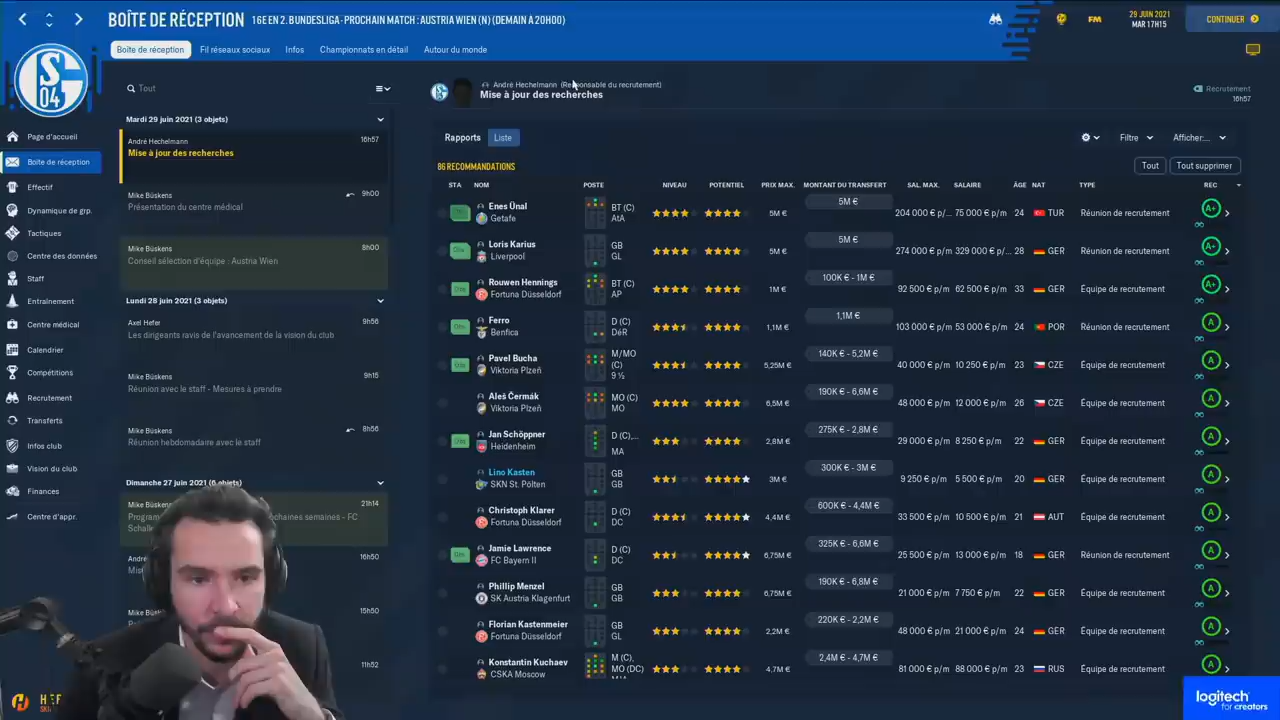 BOÎTE DE RÉCEPTION
16E EN 2. BUNDESLIGA · PROCHAIN MATCH : AUSTRIA WIEN (N) (DEMAIN À 20H00)
FM
29 JUIN 2021
MAR 17H15
CONTINUER
Boîte de réception Fil réseaux sociaux Infos Championnats en détail Autour du monde
S
04
Page d'accueil
Boîte de réception
Effectif
Dynamique de grp.
Tactiques
Centre des données
Staff
Entraînement
Centre médical
Calendrier
Compétitions
Recrutement
Transferts
Infos club
Vision du club
Finances
Centre d'appr.
Tout
Mardi 29 juin 2021 (3 objets)
André Hechelmann 16h57
Mise à jour des recherches
Mike Büskens 9h00
Présentation du centre médical
Mike Büskens 8h00
Conseil sélection d'équipe : Austria Wien
Lundi 28 juin 2021 (3 objets)
Axel Hefer 9h56
Les dirigeants ravis de l'avancement de la vision du club
Mike Büskens 9h15
Réunion avec le staff - Mesures à prendre
Mike Büskens 8h56
Réunion hebdomadaire avec le staff
Dimanche 27 juin 2021 (6 objets)
Mike Büskens 21h14
16h50
15h50
11h52
André Hechelmann (Responsable du recrutement)
Mise à jour des recherches
Recrutement
16h57
Rapports Liste
Filtre Afficher:...
86 RECOMMANDATIONS
Tout Tout supprimer
STA NOM POSTE NIVEAU POTENTIEL PRIX MAX. MONTANT DU TRANSFERT SAL. MAX. SALAIRE ÂGE NAT TYPE REC
Enes Ünal Getafe BT (C) AtA 5M € 5M € 204 000 € p/... 75 000 € p/m 24 TUR Réunion de recrutement A+
Loris Karius Liverpool GB GL 5M € 5M € 274 000 € p/m 329 000 € p/... 28 GER Réunion de recrutement A+
Rouwen Hennings Fortuna Düsseldorf BT (C) AP 1M € 100K € - 1M € 92 500 € p/m 62 500 € p/m 33 GER Équipe de recrutement A+
Ferro Benfica D (C) DéR 1,1M € 1,1M € 103 000 € p/m 53 000 € p/m 24 POR Réunion de recrutement A
Pavel Bucha Viktoria Plzeň M/MO (C) 9 ½ 5,25M € 140K € - 5,2M € 40 000 € p/m 10 250 € p/m 23 CZE Équipe de recrutement A
Aleš Čermák Viktoria Plzeň MO (C) MO 6,5M € 190K € - 6,6M € 48 000 € p/m 12 000 € p/m 26 CZE Équipe de recrutement A
Jan Schöppner Heidenheim D (C),... MA 2,8M € 275K € - 2,8M € 29 000 € p/m 8 250 € p/m 22 GER Équipe de recrutement A
Lino Kasten SKN St. Pölten GB GB 3M € 300K € - 3M € 9 250 € p/m 5 500 € p/m 20 GER Équipe de recrutement A
Christoph Klarer Fortuna Düsseldorf D (C) DC 4,4M € 600K € - 4,4M € 33 500 € p/m 10 500 € p/m 21 AUT Équipe de recrutement A
Jamie Lawrence FC Bayern II D (C) DC 6,75M € 325K € - 6,6M € 25 500 € p/m 13 000 € p/m 18 GER Réunion de recrutement A
Phillip Menzel SK Austria Klagenfurt GB GB 6,75M € 190K € - 6,8M € 21 000 € p/m 7 750 € p/m 22 GER Équipe de recrutement A
Florian Kastenmeier Fortuna Düsseldorf GB GL 2,2M € 220K € - 2,2M € 48 000 € p/m 21 000 € p/m 24 GER Équipe de recrutement A
Konstantin Kuchaev CSKA Moscow M (C), MO (DC) 4,7M € 2,4M € - 4,7M € 81 000 € p/m 88 000 € p/m 23 RUS Équipe de recrutement A
logitech
for creators